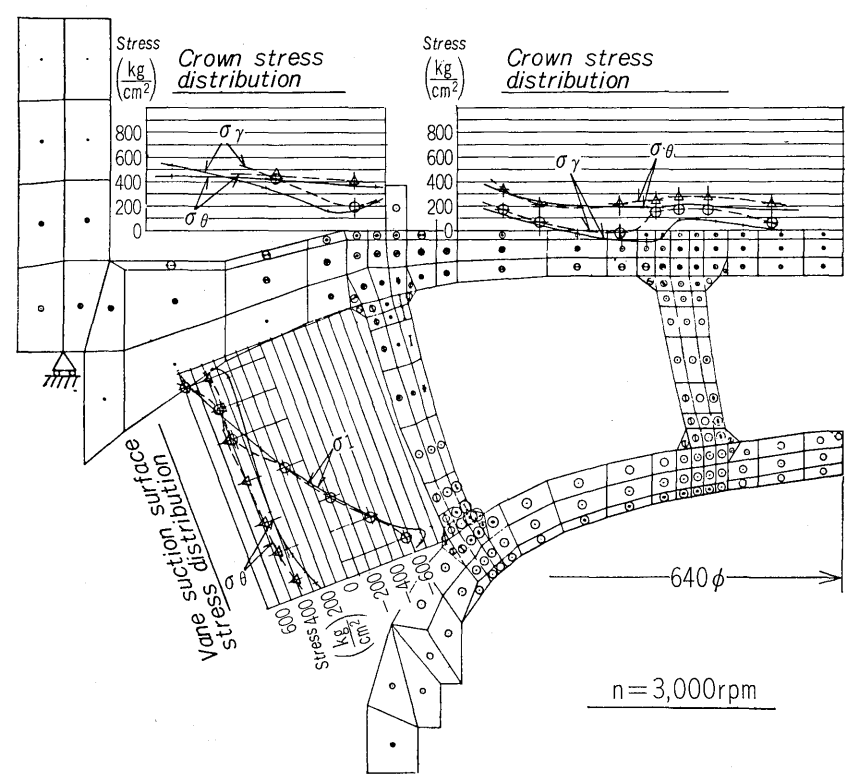 Stress
(kg/cm²)
Crown stress
distribution
800
600
400
200
0
σγ
σθ
Stress
(kg/cm²)
Crown stress
distribution
800
600
400
200
0
σγ
σθ
Vane suction surface
stress distribution
σ1
σθ
600
400
200
0
-200
-400
-600
Stress
(kg/cm²)
640φ
n=3,000rpm